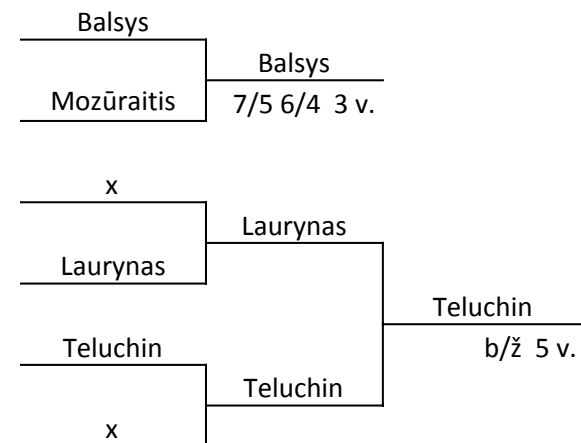 Balsys
Balsys
Mozūraitis
7/5 6/4 3 v.
x
Laurynas
Laurynas
Teluchin
Teluchin
b/ž 5 v.
Teluchin
x